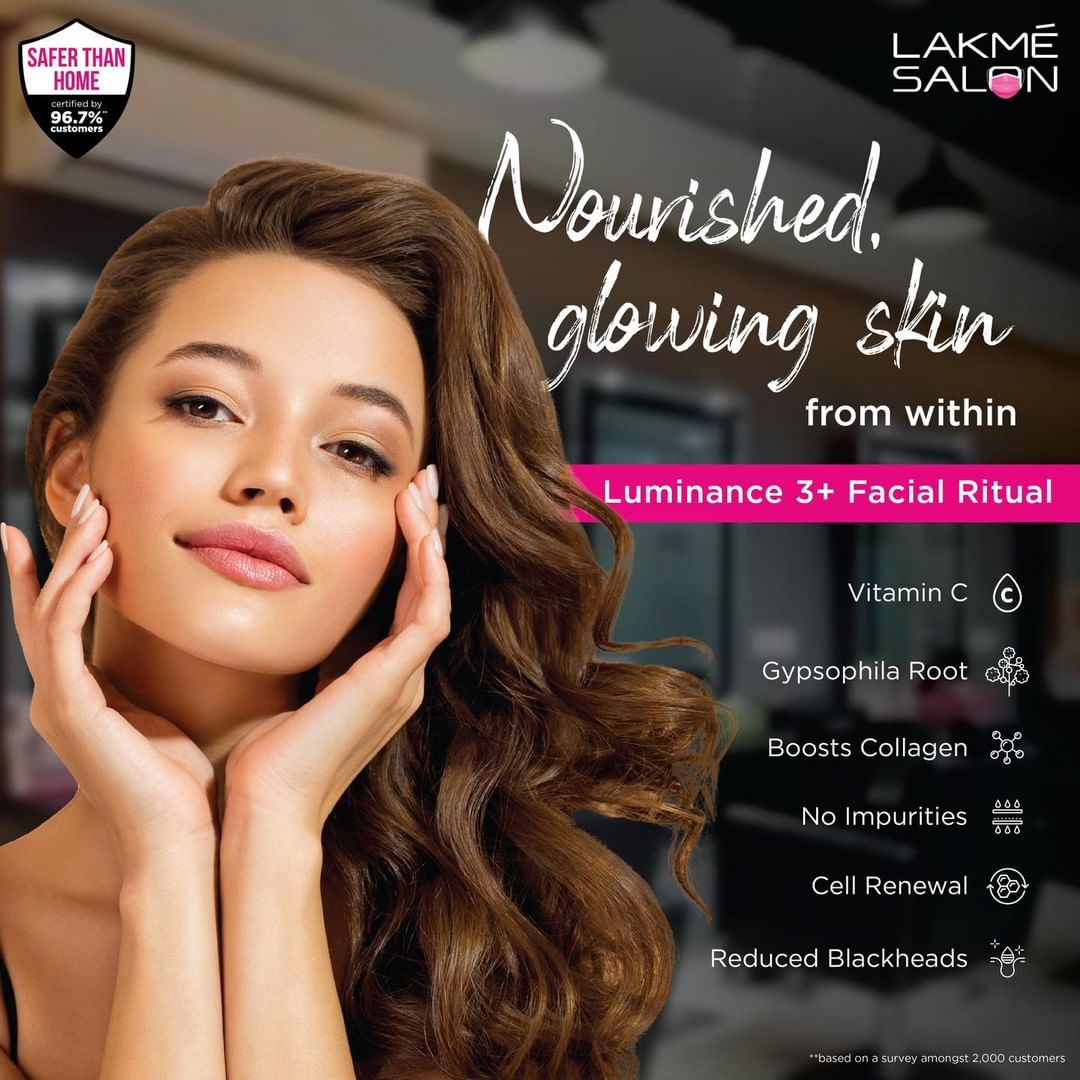 SAFER THAN
HOME
certified by
96.7%**
customers
LAKMÉ
SALON
Nourished,
glowing skin
from within
Luminance 3+ Facial Ritual
Vitamin C
C
Gypsophila Root
Boosts Collagen
No Impurities
Cell Renewal
Reduced Blackheads
**based on a survey amongst 2,000 customers